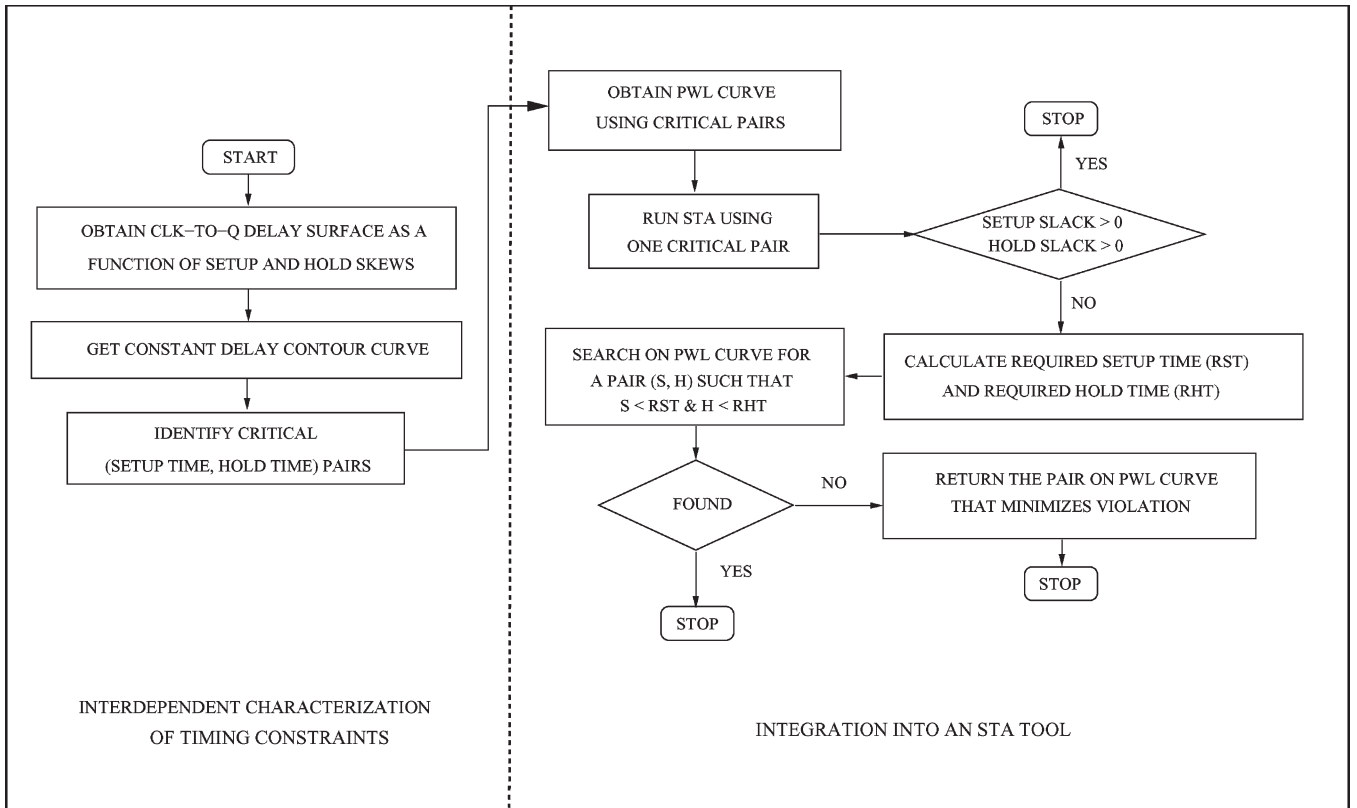 START
OBTAIN CLK−TO−Q DELAY SURFACE AS A
FUNCTION OF SETUP AND HOLD SKEWS
GET CONSTANT DELAY CONTOUR CURVE
IDENTIFY CRITICAL
(SETUP TIME, HOLD TIME) PAIRS
INTERDEPENDENT CHARACTERIZATION
OF TIMING CONSTRAINTS
OBTAIN PWL CURVE
USING CRITICAL PAIRS
RUN STA USING
ONE CRITICAL PAIR
SETUP SLACK > 0
HOLD SLACK > 0
YES
STOP
NO
CALCULATE REQUIRED SETUP TIME (RST)
AND REQUIRED HOLD TIME (RHT)
SEARCH ON PWL CURVE FOR
A PAIR (S, H) SUCH THAT
S < RST & H < RHT
FOUND
NO
RETURN THE PAIR ON PWL CURVE
THAT MINIMIZES VIOLATION
STOP
YES
STOP
INTEGRATION INTO AN STA TOOL